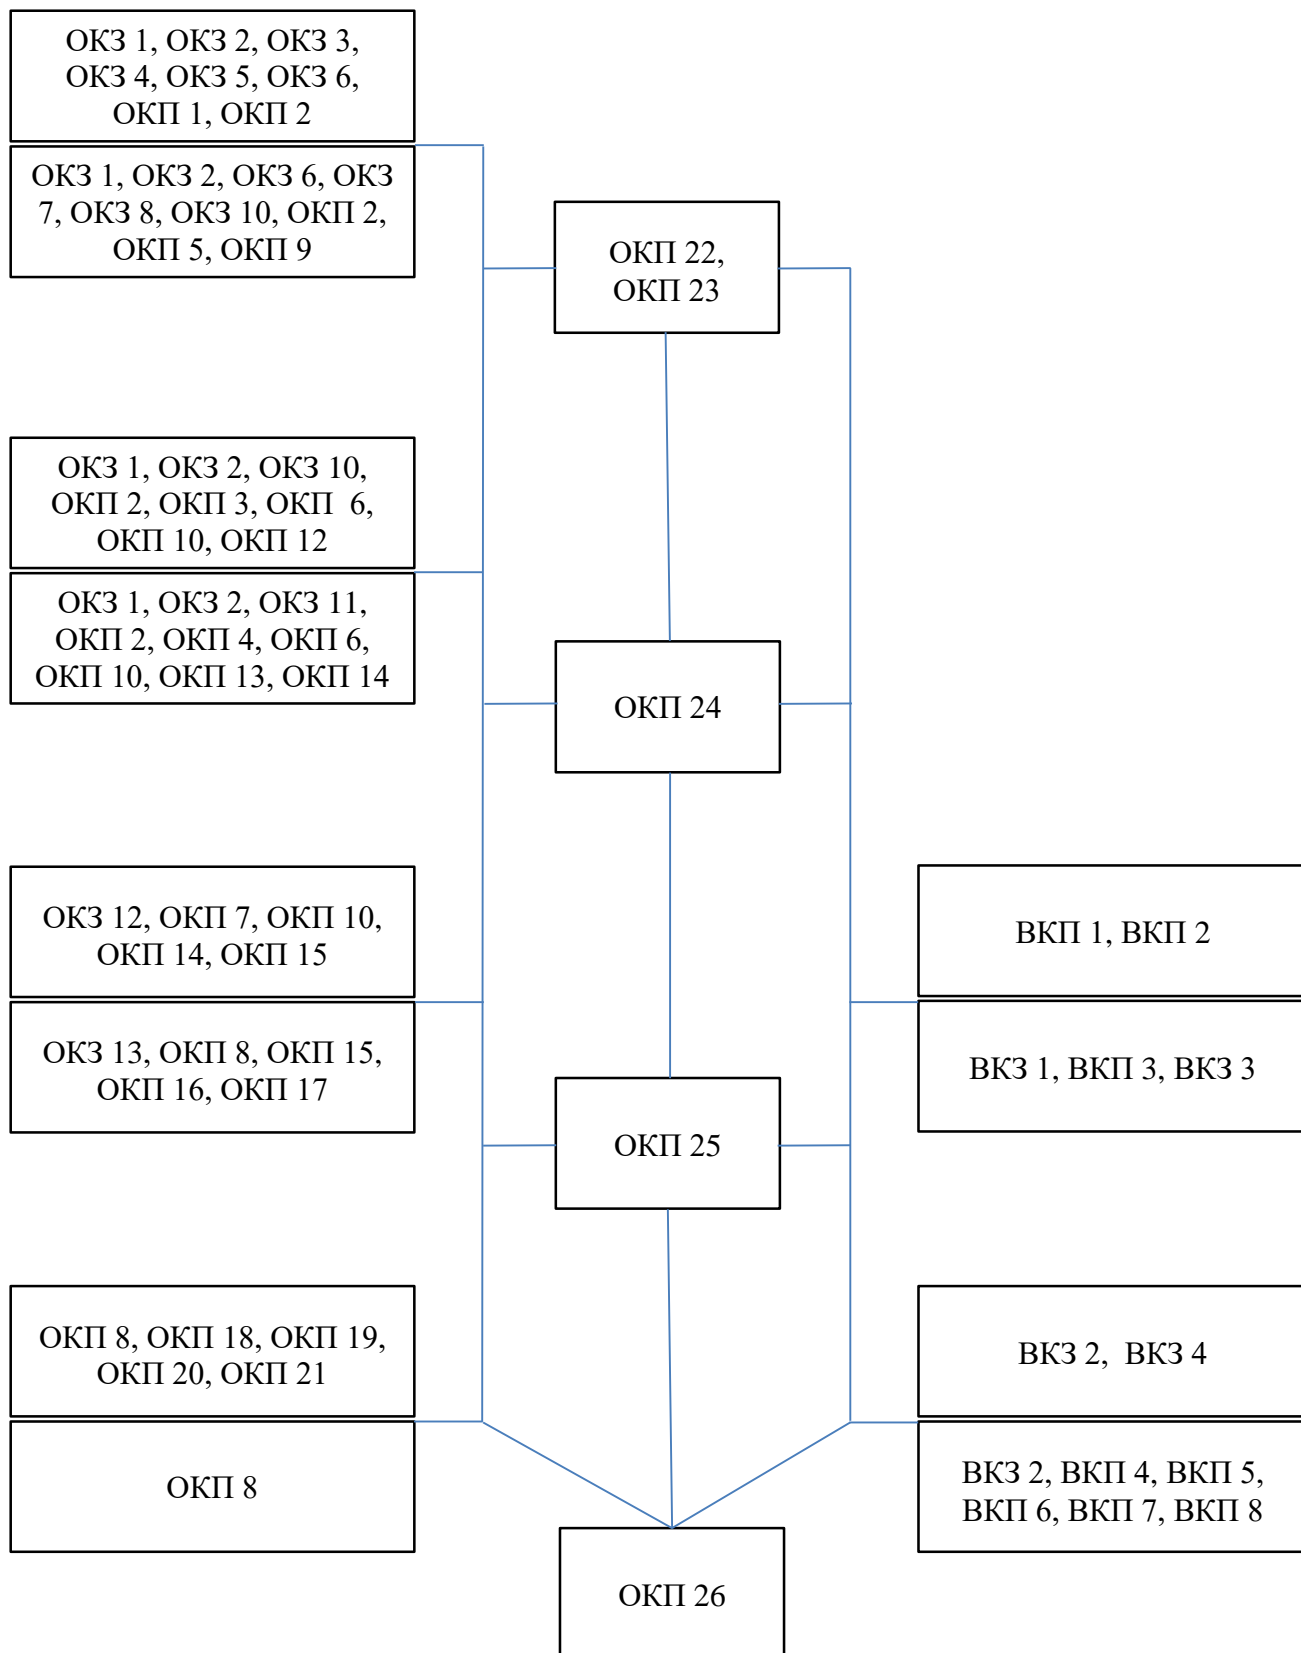 ОКЗ 1, ОКЗ 2, ОКЗ 3,
ОКЗ 4, ОКЗ 5, ОКЗ 6,
ОКП 1, ОКП 2
ОКЗ 1, ОКЗ 2, ОКЗ 6, ОКЗ
7, ОКЗ 8, ОКЗ 10, ОКП 2,
ОКП 5, ОКП 9
ОКП 22,
ОКП 23
ОКЗ 1, ОКЗ 2, ОКЗ 10,
ОКП 2, ОКП 3, ОКП 6,
ОКП 10, ОКП 12
ОКЗ 1, ОКЗ 2, ОКЗ 11,
ОКП 2, ОКП 4, ОКП 6,
ОКП 10, ОКП 13, ОКП 14
ОКП 24
ОКЗ 12, ОКП 7, ОКП 10,
ОКП 14, ОКП 15
ВКП 1, ВКП 2
ОКЗ 13, ОКП 8, ОКП 15,
ОКП 16, ОКП 17
ВКЗ 1, ВКП 3, ВКЗ 3
ОКП 25
ОКП 8, ОКП 18, ОКП 19,
ОКП 20, ОКП 21
ВКЗ 2, ВКЗ 4
ОКП 8
ВКЗ 2, ВКП 4, ВКП 5,
ВКП 6, ВКП 7, ВКП 8
ОКП 26